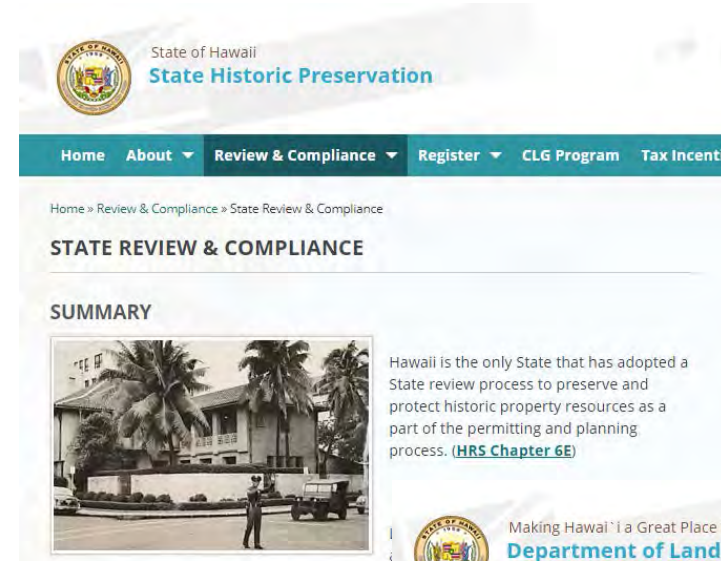 State of Hawaii
State Historic Preservation
Home About Review & Compliance Register CLG Program Tax Incent
Home » Review & Compliance » State Review & Compliance
STATE REVIEW & COMPLIANCE
SUMMARY
Hawaii is the only State that has adopted a
State review process to preserve and
protect historic property resources as a
part of the permitting and planning
process. (HRS Chapter 6E)
Making Hawai`i a Great Place
Department of Land